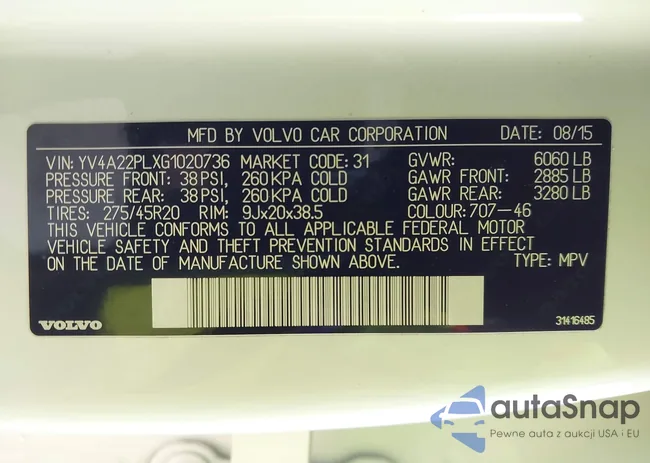 MFD BY VOLVO CAR CORPORATION DATE: 08/15
VIN: YV4A22PLXG1020736 MARKET CODE: 31 GVWR: 6060 LB
PRESSURE FRONT: 38 PSI, 260 KPA COLD GAWR FRONT: 2885 LB
PRESSURE REAR: 38 PSI, 260 KPA COLD GAWR REAR: 3280 LB
TIRES: 275/45R20 RIM: 9Jx20x38.5 COLOUR: 707-46
THIS VEHICLE CONFORMS TO ALL APPLICABLE FEDERAL MOTOR
VEHICLE SAFETY AND THEFT PREVENTION STANDARDS IN EFFECT
ON THE DATE OF MANUFACTURE SHOWN ABOVE. TYPE: MPV
VOLVO 31416485
autaSnap
Pewne auta z aukcji USA i EU